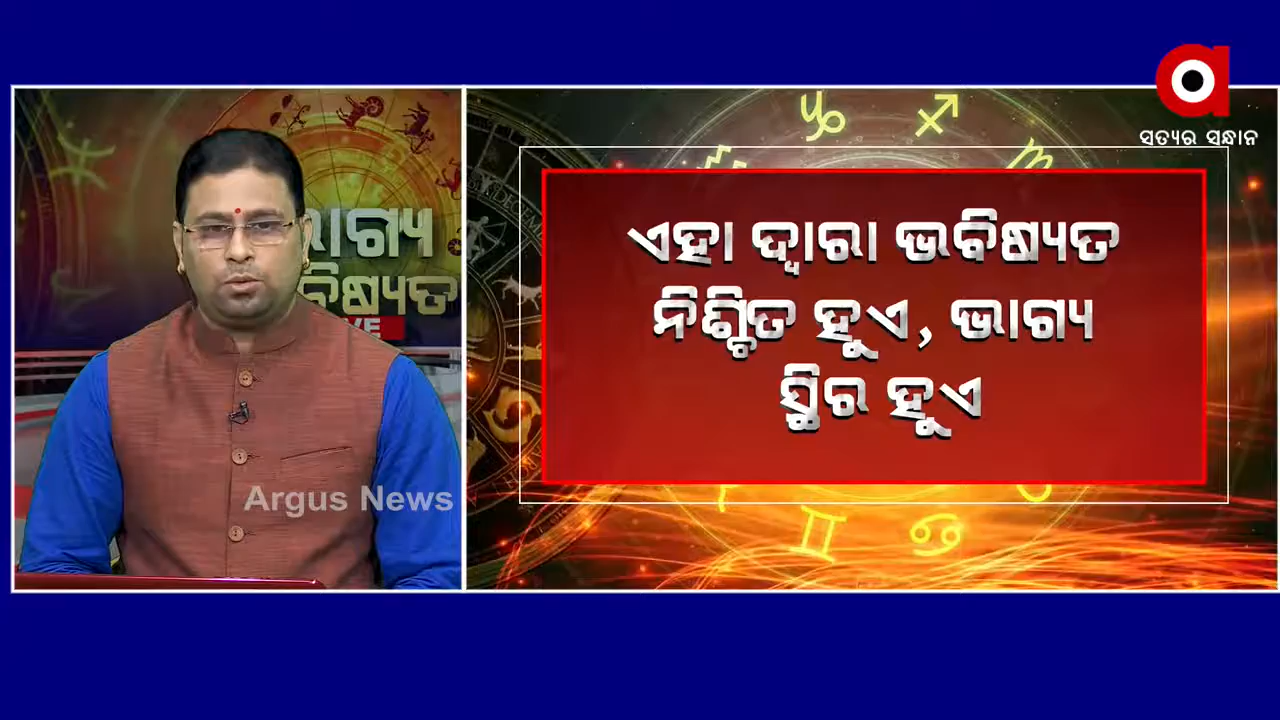 ସତ୍ୟର ସନ୍ଧାନ
ଭାଗ୍ୟ
ଏହା ଦ୍ୱାରା ଭବିଷ୍ୟତ
ନିଶ୍ଚିତ ହୁଏ, ଭାଗ୍ୟ
ସ୍ଥିର ହୁଏ
Argus News